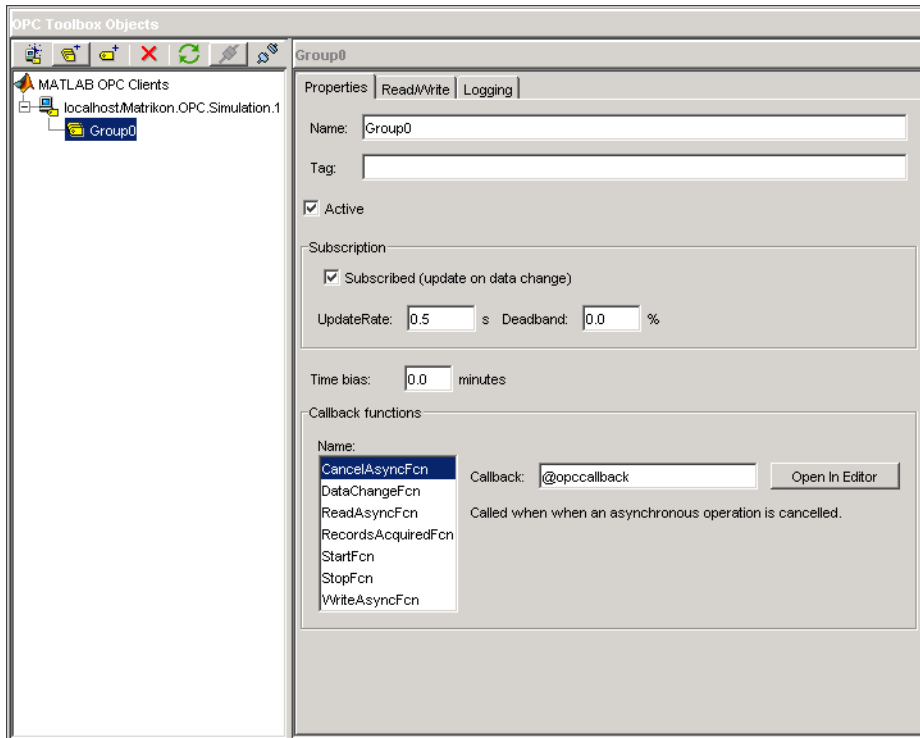 OPC Toolbox Objects
MATLAB OPC Clients
localhost/Matrikon.OPC.Simulation.1
Group0
Group0
Properties Read/Write Logging
Name: Group0
Tag:
Active
Subscription
Subscribed (update on data change)
UpdateRate: 0.5 s Deadband: 0.0 %
Time bias: 0.0 minutes
Callback functions
Name:
CancelAsyncFcn
DataChangeFcn
ReadAsyncFcn
RecordsAcquiredFcn
StartFcn
StopFcn
WriteAsyncFcn
Callback: @opccallback Open In Editor
Called when when an asynchronous operation is cancelled.